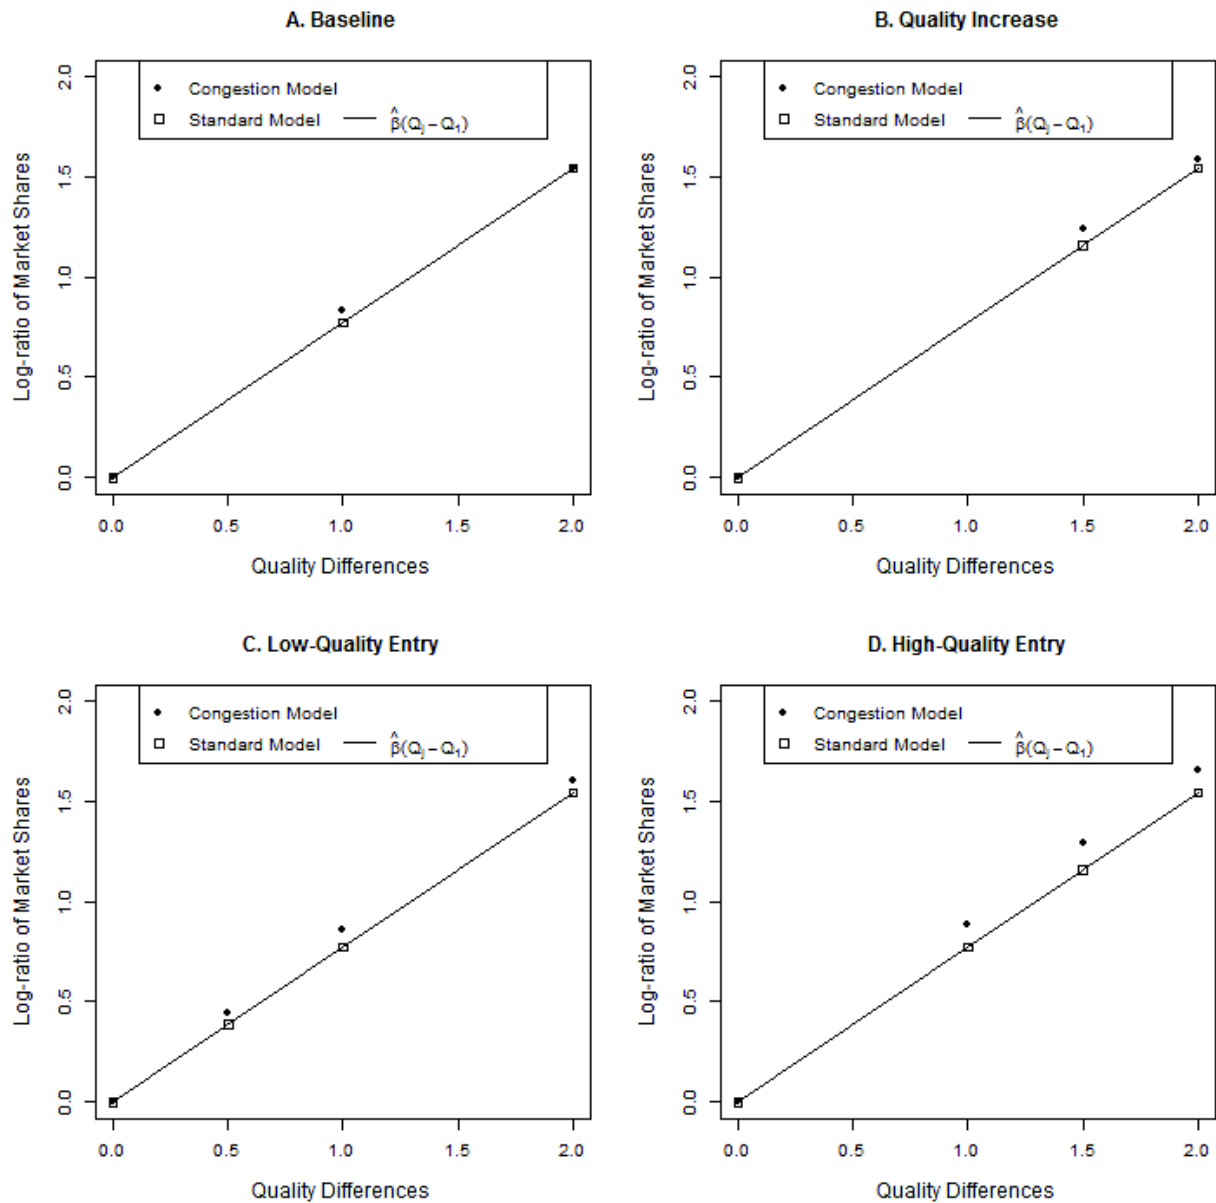 A. Baseline
Congestion Model
Standard Model β̂(Qj − Q1)
Log-ratio of Market Shares
0.0 0.5 1.0 1.5 2.0
0.0 0.5 1.0 1.5 2.0
Quality Differences
B. Quality Increase
Congestion Model
Standard Model β̂(Qj − Q1)
Log-ratio of Market Shares
0.0 0.5 1.0 1.5 2.0
0.0 0.5 1.0 1.5 2.0
Quality Differences
C. Low-Quality Entry
Congestion Model
Standard Model β̂(Qj − Q1)
Log-ratio of Market Shares
0.0 0.5 1.0 1.5 2.0
0.0 0.5 1.0 1.5 2.0
Quality Differences
D. High-Quality Entry
Congestion Model
Standard Model β̂(Qj − Q1)
Log-ratio of Market Shares
0.0 0.5 1.0 1.5 2.0
0.0 0.5 1.0 1.5 2.0
Quality Differences